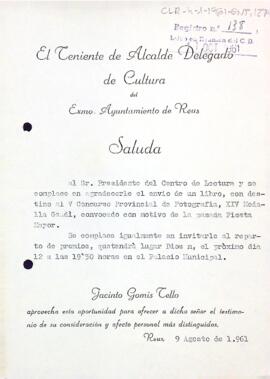 CLR-
Registro n.º 138,
1961
El Teniente de Alcalde Delegado
de Cultura
del
Exmo. Ayuntamiento de Reus
Saluda
al Sr. Presidente del Centro de Lectura y se
complace en agradecerle el envío de un libro, con des
tino al V Concurso Provincial de Fotografía, XIV Meda
lla Gaudí, convocado con motivo de la pasada Fiesta
Mayor.
Se complace igualmente en invitarle al repar
to de premios, que tendrá lugar el próximo día
12 a las 19'30 horas en el Palacio Municipal.
Jacinto Gomis Tello
aprovecha esta oportunidad para ofrecer a dicho señor el testimo-
nio de su consideración y afecto personal más distinguidos.
Reus 9 Agosto de 1.961